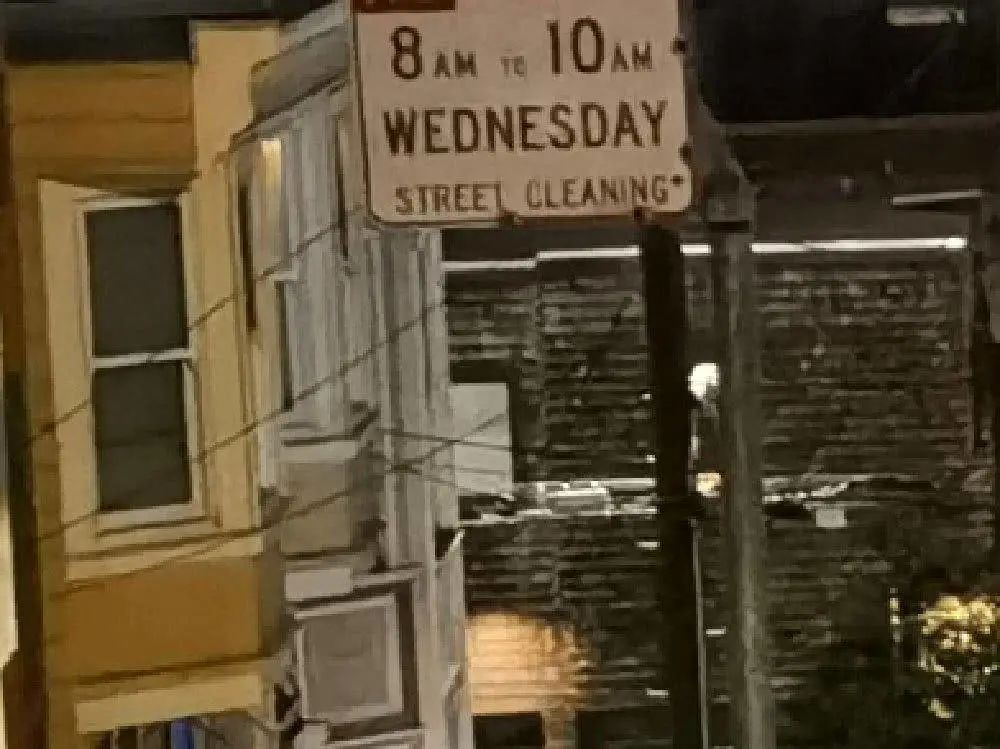 8 AM TO 10 AM
WEDNESDAY
STREET CLEANING